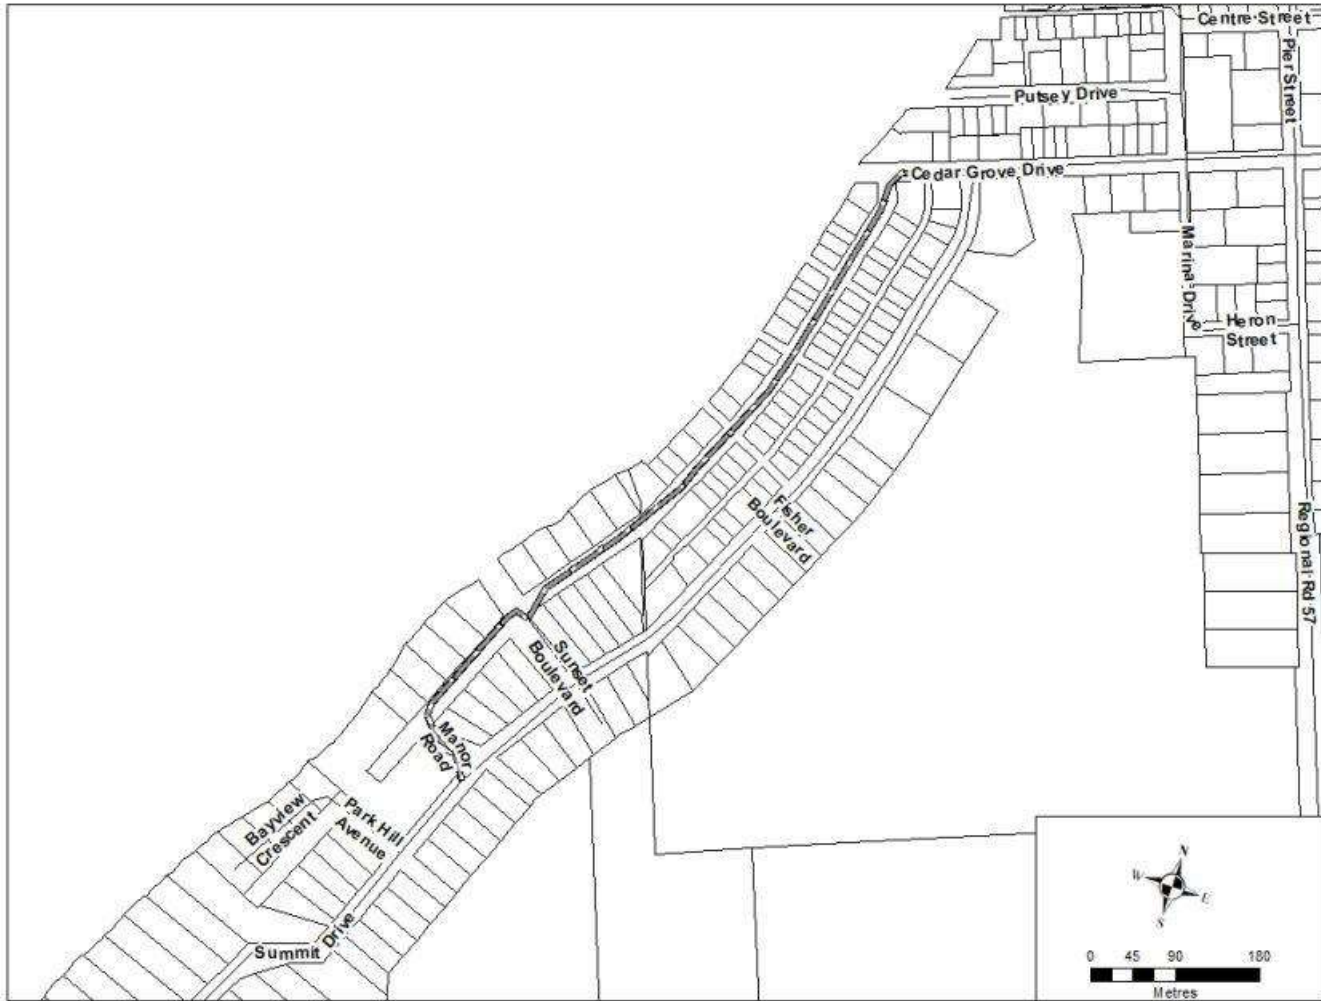 Centre Street
Pier Street
Putsey Drive
Cedar Grove Drive
Marina Drive
Heron
Street
Fisher
Boulevard
Regional Rd 57
Sunset
Boulevard
Manor
Road
Bayview
Crescent
Park Hill
Avenue
Summit Drive
N
W
E
S
0 45 90 180
Metres